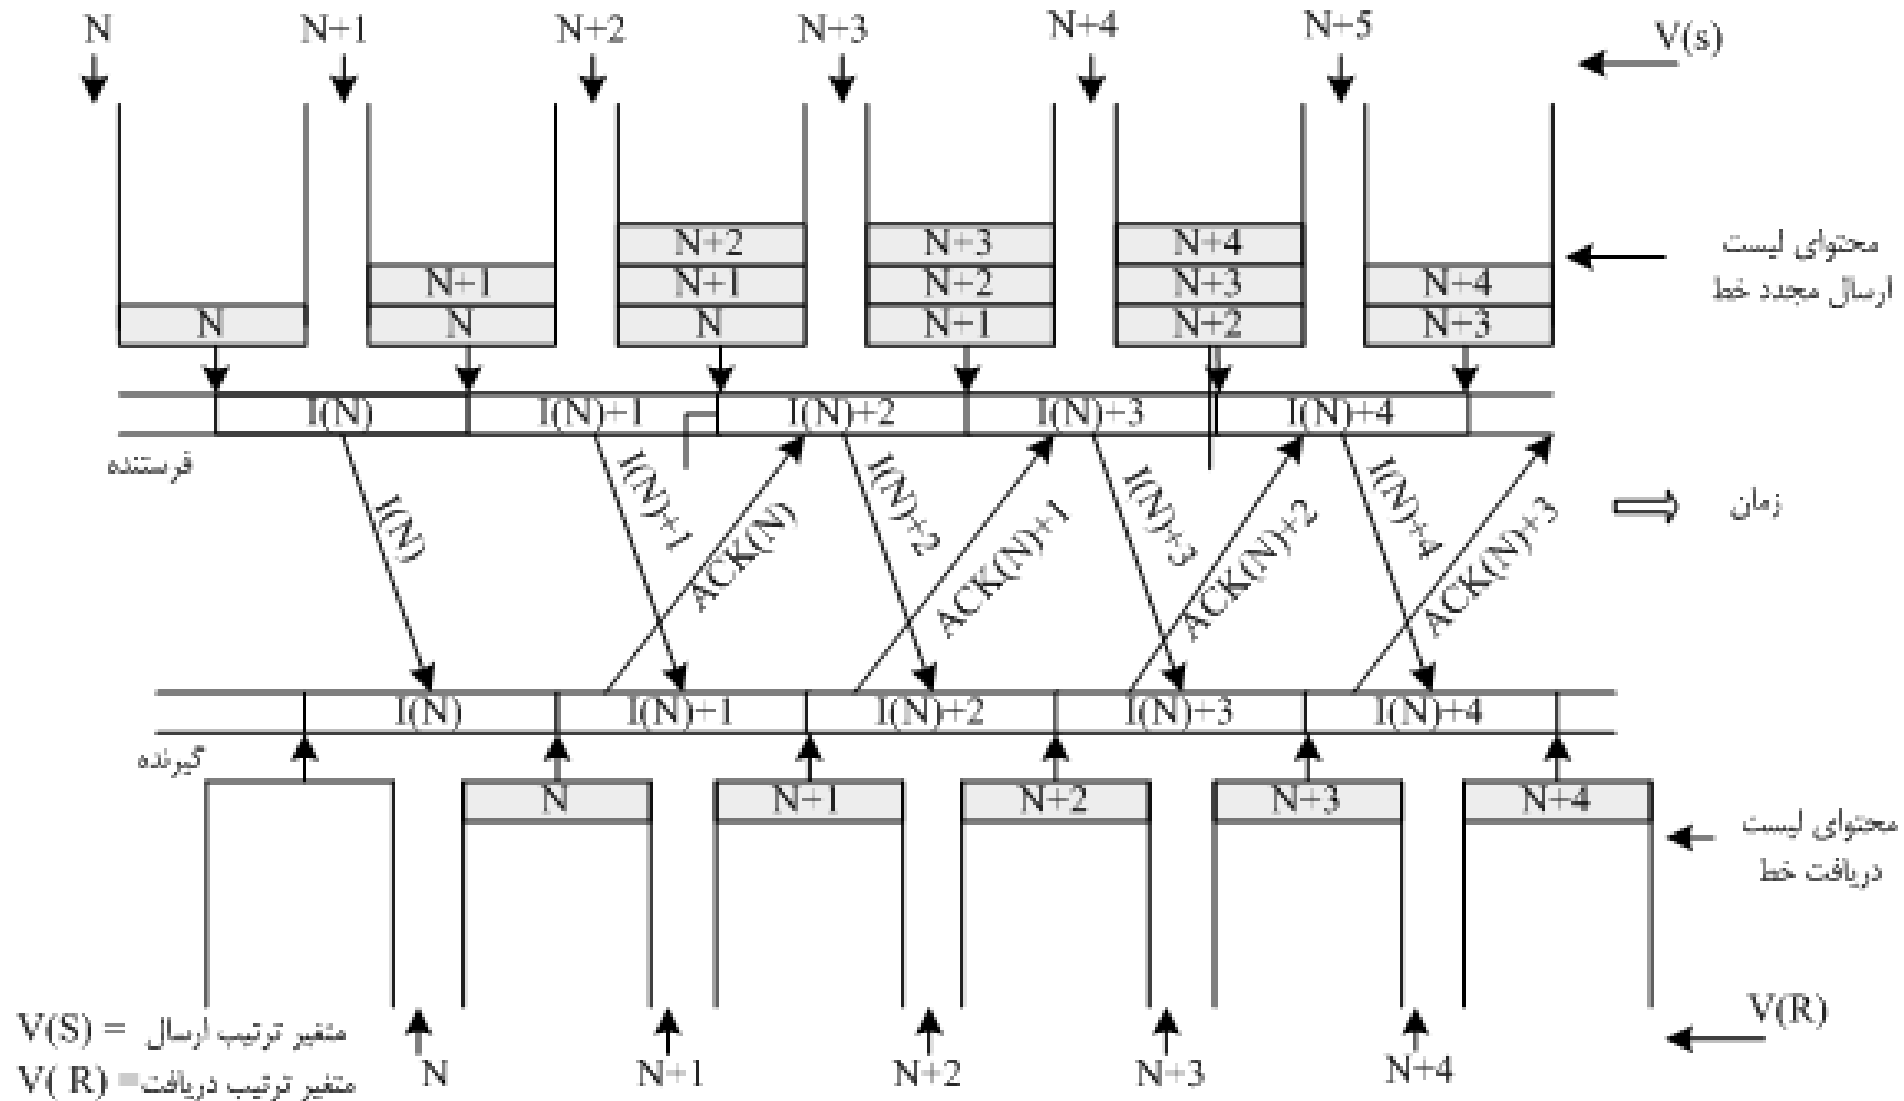 N N+1 N+2 N+3 N+4 N+5 V(s)
N+2 N+3 N+4
N+1 N+1 N+2 N+3 N+4
N N N N+1 N+2 N+3
محتوای لیست
ارسال مجدد خط
I(N) I(N)+1 I(N)+2 I(N)+3 I(N)+4
فرستنده
I(N) I(N)+1 ACK(N) I(N)+2 ACK(N)+1 I(N)+3 ACK(N)+2 I(N)+4 ACK(N)+3
زمان
I(N) I(N)+1 I(N)+2 I(N)+3 I(N)+4
گیرنده
N N+1 N+2 N+3 N+4
محتوای لیست
دریافت خط
V(R)
N N+1 N+2 N+3 N+4
V(S) = متغیر ترتیب ارسال
V( R) =متغیر ترتیب دریافت